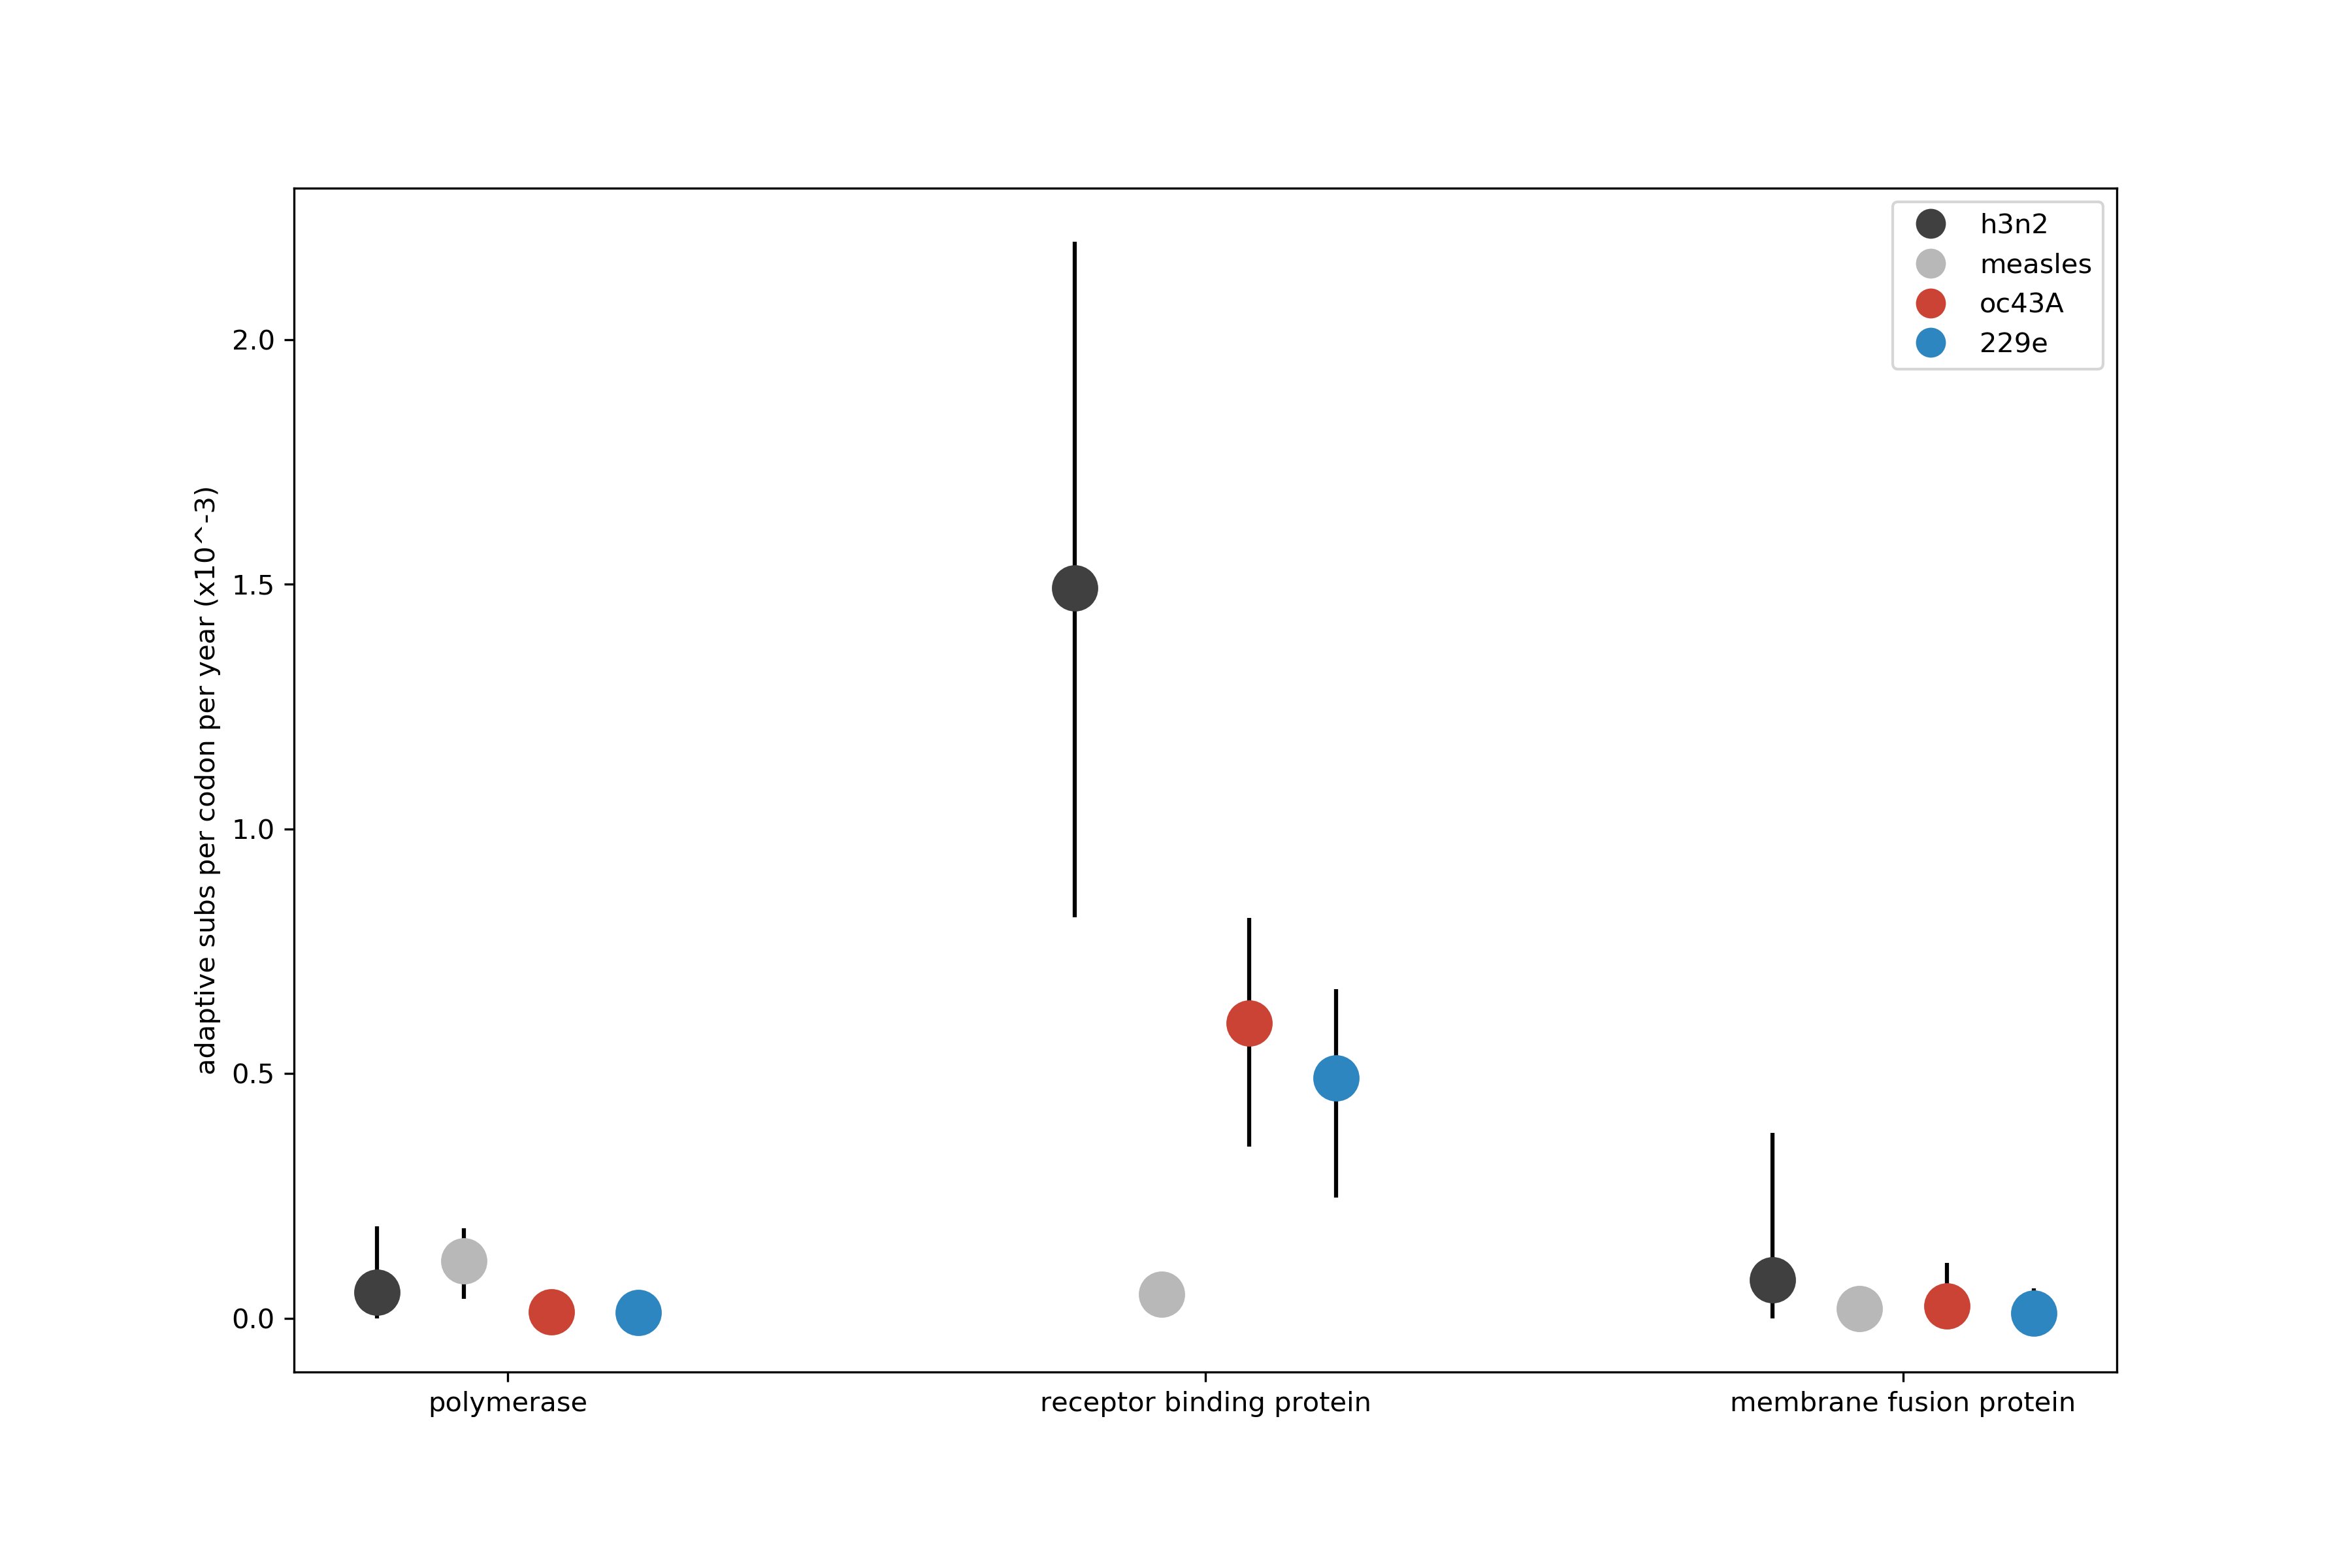 h3n2
measles
oc43A
229e
adaptive subs per codon per year (x10^-3)
2.0
1.5
1.0
0.5
0.0
polymerase
receptor binding protein
membrane fusion protein